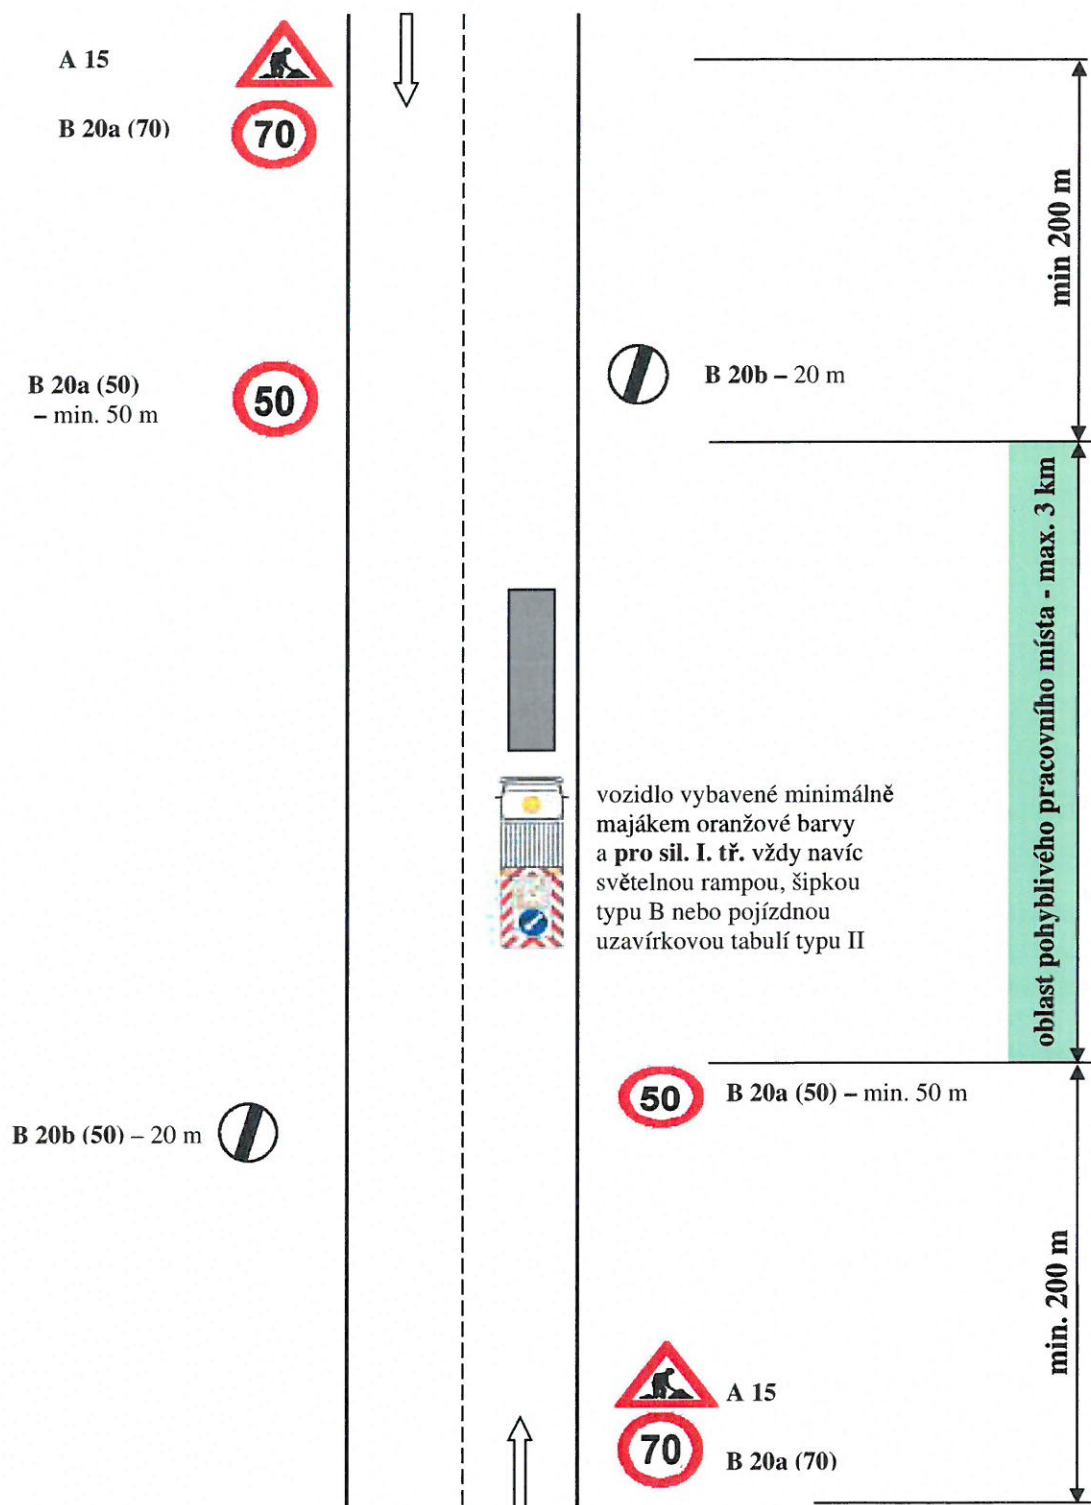 A 15
B 20a (70)
70
min 200 m
B 20a (50)
– min. 50 m
50
B 20b – 20 m
oblast pohyblivého pracovního místa - max. 3 km
vozidlo vybavené minimálně
majákem oranžové barvy
a pro sil. I. tř. vždy navíc
světelnou rampou, šipkou
typu B nebo pojízdnou
uzavírkovou tabulí typu II
50
B 20a (50) – min. 50 m
B 20b (50) – 20 m
min. 200 m
A 15
70
B 20a (70)